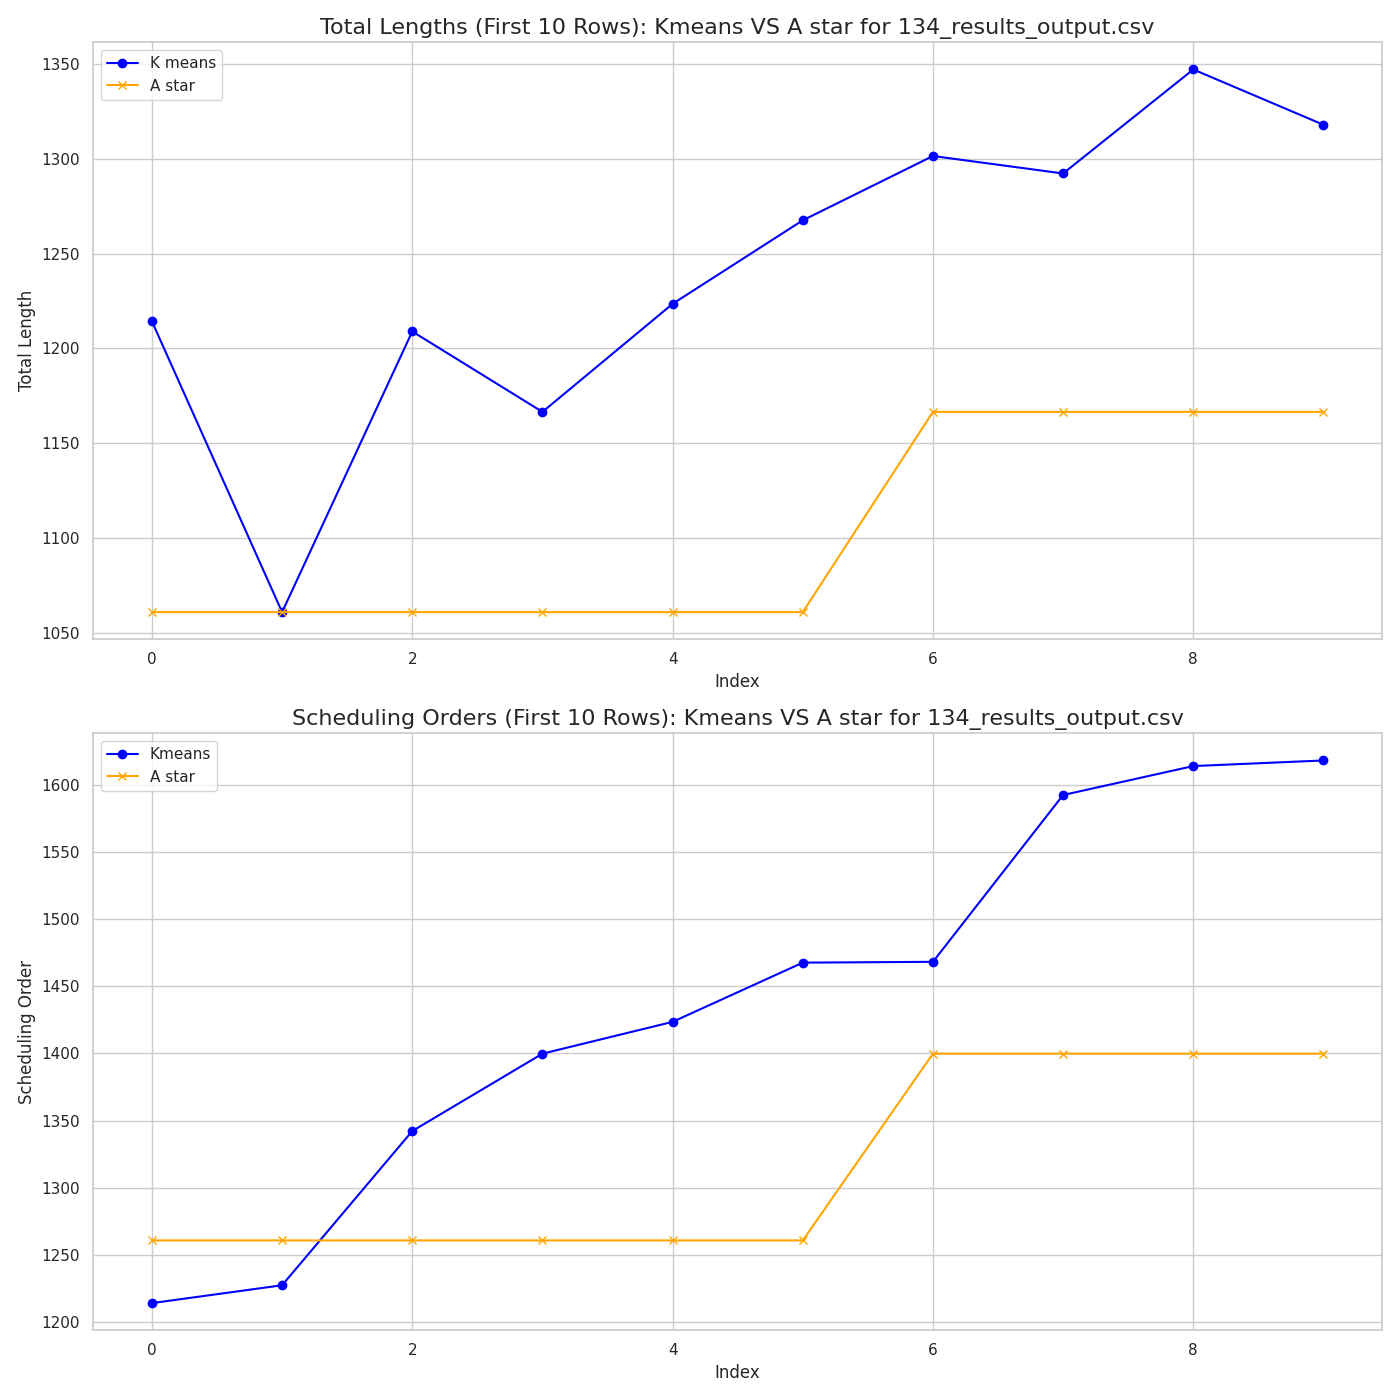 Total Lengths (First 10 Rows): Kmeans VS A star for 134_results_output.csv
K means
A star
1350
1300
1250
1200
1150
1100
1050
Total Length
0 2 4 6 8
Index
Scheduling Orders (First 10 Rows): Kmeans VS A star for 134_results_output.csv
Kmeans
A star
1600
1550
1500
1450
1400
1350
1300
1250
1200
Scheduling Order
0 2 4 6 8
Index